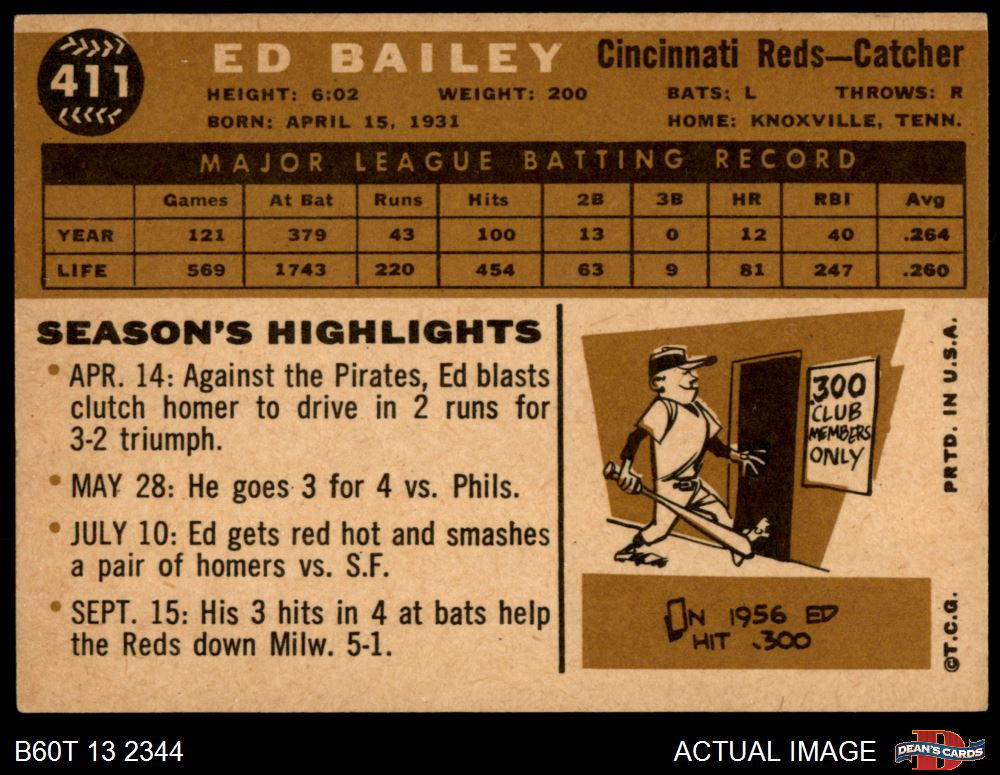 411
ED BAILEY Cincinnati Reds—Catcher
HEIGHT: 6:02 WEIGHT: 200 BATS: L THROWS: R
BORN: APRIL 15, 1931 HOME: KNOXVILLE, TENN.
MAJOR LEAGUE BATTING RECORD
Games At Bat Runs Hits 2B 3B HR RBI Avg
YEAR 121 379 43 100 13 0 12 40 .264
LIFE 569 1743 220 454 63 9 81 247 .260
SEASON'S HIGHLIGHTS
• APR. 14: Against the Pirates, Ed blasts
clutch homer to drive in 2 runs for
3-2 triumph.
• MAY 28: He goes 3 for 4 vs. Phils.
• JULY 10: Ed gets red hot and smashes
a pair of homers vs. S.F.
• SEPT. 15: His 3 hits in 4 at bats help
the Reds down Milw. 5-1.
.300
CLUB
MEMBERS
ONLY
IN 1956 ED
HIT .300
PRTD. IN U.S.A.
©T.C.G.
B60T 13 2344
ACTUAL IMAGE
DEAN'S CARDS